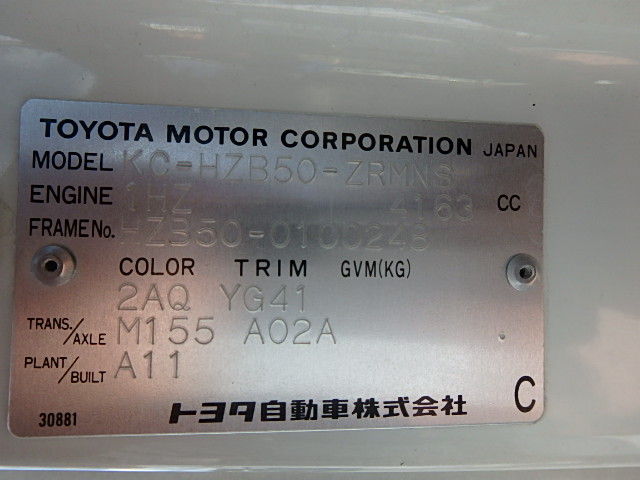 TOYOTA MOTOR CORPORATION JAPAN
MODEL KC-HZB50-ZRMNS
ENGINE 1HZ 4163 CC
FRAME No. HZB50-0100248
COLOR TRIM GVM(KG)
2AQ YG41
TRANS./AXLE M155 A02A
PLANT/BUILT A11
30881 トヨタ自動車株式会社 C